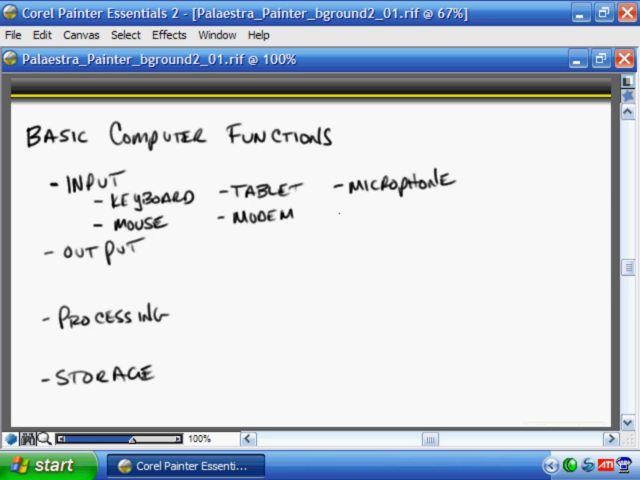 Corel Painter Essentials 2 - [Palaestra_Painter_bground2_01.rif @ 67%]
File Edit Canvas Select Effects Window Help
Palaestra_Painter_bground2_01.rif @ 100%
BASIC COMPUTER FUNCTIONS
- INPUT
- KEYBOARD - TABLET - MICROPHONE
- MOUSE - MODEM
- OUTPUT
- PROCESSING
- STORAGE
100%
start Corel Painter Essenti... ATI